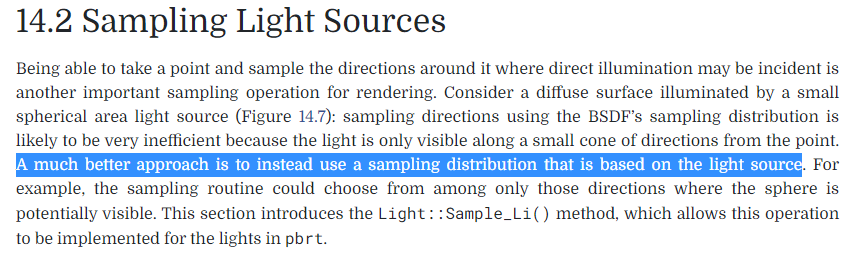 14.2 Sampling Light Sources
Being able to take a point and sample the directions around it where direct illumination may be incident is
another important sampling operation for rendering. Consider a diffuse surface illuminated by a small
spherical area light source (Figure 14.7): sampling directions using the BSDF’s sampling distribution is
likely to be very inefficient because the light is only visible along a small cone of directions from the point.
A much better approach is to instead use a sampling distribution that is based on the light source. For
example, the sampling routine could choose from among only those directions where the sphere is
potentially visible. This section introduces the Light::Sample_Li() method, which allows this operation
to be implemented for the lights in pbrt.